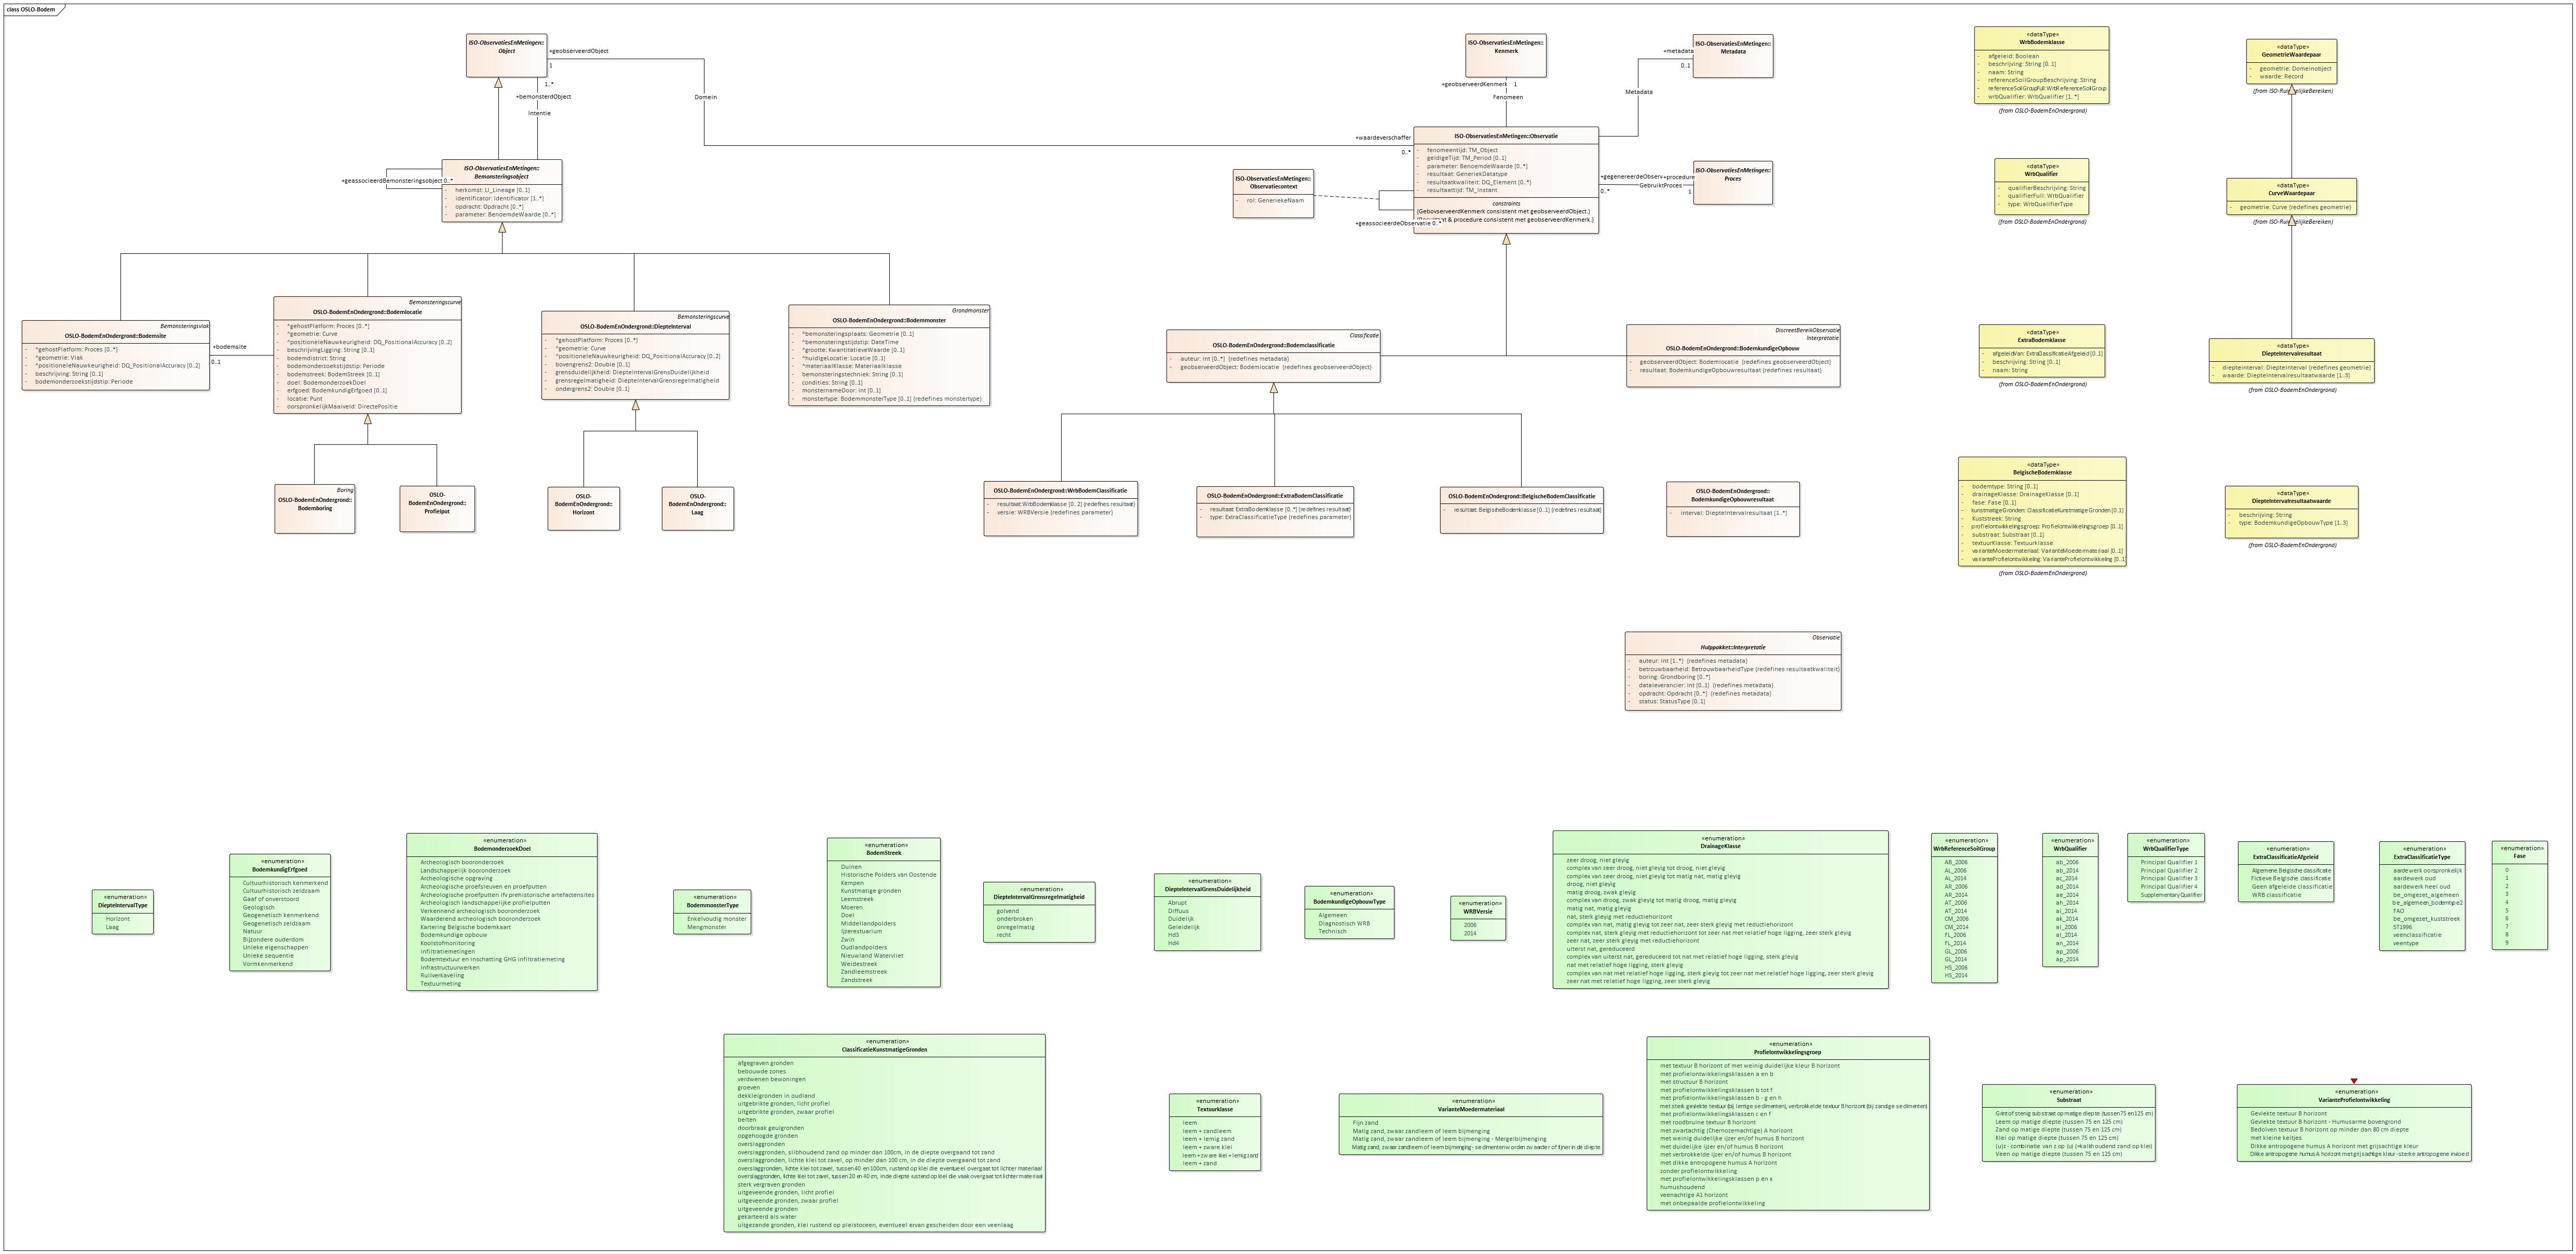 class OSLO-Bodem
ISO-ObservatiesEnMetingen::
Object
+geobserveerdObject
1
1..*
+bemonsterdObject
Intentie
Domein
ISO-ObservatiesEnMetingen::
Bemonsteringsobject
- herkomst: LI_Lineage [0..1]
- identificator: Identificator [1..*]
- opdracht: Opdracht [0..*]
- parameter: BenoemdeWaarde [0..*]
+geassocieerdBemonsteringsobject 0..*
ISO-ObservatiesEnMetingen::
Kenmerk
+geobserveerdKenmerk 1
Fenomeen
ISO-ObservatiesEnMetingen::
Metadata
+metadata
0..1
Metadata
+waardeverschaffer
0..*
ISO-ObservatiesEnMetingen::Observatie
- fenomeentijd: TM_Object
- geldigeTijd: TM_Period [0..1]
- parameter: BenoemdeWaarde [0..*]
- resultaat: GeneriekDatatype
- resultaatkwaliteit: DQ_Element [0..*]
- resultaattijd: TM_Instant
constraints
{GebovserveerdKenmerk consistent met geobserveerdObject.}
& procedure consistent met geobserveerdKenmerk.}
+geassocieerdeObservatie 0..*
ISO-ObservatiesEnMetingen::
Observatiecontext
- rol: GeneriekeNaam
+gegenereerdeObserv
+procedure
0..*
GebruiktProces
1
ISO-ObservatiesEnMetingen::
Proces
«dataType»
WrbBodemklasse
- afgeleid: Boolean
- beschrijving: String [0..1]
- naam: String
- referenceSoilGroupBeschrijving: String
- referenceSoilGroupFull: WrbReferenceSoilGroup
- wrbQualifier: WrbQualifier [1..*]
(from OSLO-BodemEnOndergrond)
«dataType»
GeometrieWaardepaar
- geometrie: Domeinobject
- waarde: Record
(from ISO-Rui
elijkeBereiken)
«dataType»
WrbQualifier
- qualifierBeschrijving: String
- qualifierFull: WrbQualifier
- type: WrbQualifierType
(from OSLO-BodemEnOndergrond)
«dataType»
CurveWaardepaar
- geometrie: Curve {redefines geometrie}
(from ISO-Rui
elijkeBereiken)
Bemonsteringsvlak
OSLO-BodemEnOndergrond::Bodemsite
- ^gehostPlatform: Proces [0..*]
- ^geometrie: Vlak
- ^positioneleNauwkeurigheid: DQ_PositionalAccuracy [0..2]
- beschrijving: String [0..1]
- bodemonderzoekstijdstip: Periode
+bodemsite
0..1
Bemonsteringscurve
OSLO-BodemEnOndergrond::Bodemlocatie
- ^gehostPlatform: Proces [0..*]
- ^geometrie: Curve
- ^positioneleNauwkeurigheid: DQ_PositionalAccuracy [0..2]
- beschrijvingLigging: String [0..1]
- bodemdistrict: String
- bodemonderzoekstijdstip: Periode
- bodemstreek: BodemStreek [0..1]
- doel: BodemonderzoekDoel
- erfgoed: BodemkundigErfgoed [0..1]
- locatie: Punt
- oorspronkelijkMaaiveld: DirectePositie
Bemonsteringscurve
OSLO-BodemEnOndergrond::DiepteInterval
- ^gehostPlatform: Proces [0..*]
- ^geometrie: Curve
- ^positioneleNauwkeurigheid: DQ_PositionalAccuracy [0..2]
- bovengrens2: Double [0..1]
- grensduidelijkheid: DiepteIntervalGrensDuidelijkheid
- grensregelmatigheid: DiepteIntervalGrensregelmatigheid
- ondergrens2: Double [0..1]
Grondmonster
OSLO-BodemEnOndergrond::Bodemmonster
- ^bemonsteringsplaats: Geometrie [0..1]
- ^bemonsteringstijdstip: DateTime
- ^grootte: KwantitatieveWaarde [0..1]
- ^huidigeLocatie: Locatie [0..1]
- ^materiaalKlasse: Materiaalklasse
- bemonsteringstechniek: String [0..1]
- condities: String [0..1]
- monsternameDoor: int [0..1]
- monstertype: BodemmonsterType [0..1] {redefines monstertype}
Classificatie
OSLO-BodemEnOndergrond::Bodemclassificatie
- auteur: int [0..*] {redefines metadata}
- geobserveerdObject: Bodemlocatie {redefines geobserveerdObject}
DiscreetBereikObservatie
Interpretatie
OSLO-BodemEnOndergrond::BodemkundigeOpbouw
- geobserveerdObject: Bodemlocatie {redefines geobserveerdObject}
- resultaat: BodemkundigeOpbouwresultaat {redefines resultaat}
«dataType»
ExtraBodemklasse
- afgeleidVan: ExtraClassificatieAfgeleid [0..1]
- beschrijving: String [0..1]
- naam: String
(from OSLO-BodemEnOndergrond)
«dataType»
DiepteIntervalresultaat
- diepteinterval: DiepteInterval {redefines geometrie}
- waarde: DiepteIntervalresultaatwaarde [1..3]
(from OSLO-BodemEnOndergrond)
Boring
OSLO-BodemEnOndergrond::
Bodemboring
OSLO-
BodemEnOndergrond::
Profielput
OSLO-
BodemEnOndergrond::
Horizont
OSLO-
BodemEnOndergrond::
Laag
OSLO-BodemEnOndergrond::WrbBodemClassificatie
- resultaat: WrbBodemklasse [0..2] {redefines resultaat}
- versie: WRBVersie {redefines parameter}
OSLO-BodemEnOndergrond::ExtraBodemClassificatie
- resultaat: ExtraBodemklasse [0..*] {redefines resultaat}
- type: ExtraClassificatieType {redefines parameter}
OSLO-BodemEnOndergrond::BelgischeBodemClassificatie
- resultaat: BelgischeBodemklasse [0..1] {redefines resultaat}
OSLO-BodemEnOndergrond::
BodemkundigeOpbouwresultaat
- interval: DiepteIntervalresultaat [1..*]
«dataType»
BelgischeBodemklasse
- bodemtype: String [0..1]
- drainageKlasse: DrainageKlasse [0..1]
- fase: Fase [0..1]
- kunstmatigeGronden: ClassificatieKunstmatigeGronden [0..1]
- Kuststreek: String
- profielontwikkelingsgroep: Profielontwikkelingsgroep [0..1]
- substraat: Substraat [0..1]
- textuurKlasse: Textuurklasse
- varianteMoedermateriaal: VarianteMoedermateriaal [0..1]
- varianteProfielontwikkeling: VarianteProfielontwikkeling [0..1]
(from OSLO-BodemEnOndergrond)
«dataType»
DiepteIntervalresultaatwaarde
- beschrijving: String
- type: BodemkundigeOpbouwType [1..3]
(from OSLO-BodemEnOndergrond)
Observatie
Hulppakket::Interpretatie
- auteur: int [1..*] {redefines metadata}
- betrouwbaarheid: BetrouwbaarheidType {redefines resultaatkwaliteit}
- boring: Grondboring [0..*]
- dataleverancier: int [0..1] {redefines metadata}
- opdracht: Opdracht [0..*] {redefines metadata}
- status: StatusType [0..1]
«enumeration»
DiepteIntervalType
Horizont
Laag
«enumeration»
BodemkundigErfgoed
Cultuurhistorisch kenmerkend
Cultuurhistorisch zeldzaam
Gaaf of onverstoord
Geologisch
Geogenetisch kenmerkend
Geogenetisch zeldzaam
Natuur
Bijzondere ouderdom
Unieke eigenschappen
Unieke sequentie
Vormkenmerkend
«enumeration»
BodemonderzoekDoel
Archeologisch booronderzoek
Landschappelijk booronderzoek
Archeologische opgraving
Archeologische proefsleuven en proefputten
Archeologische proefputten ifv prehistorische artefactensites
Archeologisch landschappelijke profielputten
Verkennend archeologisch booronderzoek
Waarderend archeologisch booronderzoek
Kartering Belgische bodemkaart
Bodemkundige opbouw
Koolstofmonitoring
Infiltratiemetingen
Bodemtextuur en inschatting GHG infiltratiemeting
Infrastructuurwerken
Ruilverkaveling
Textuurmeting
«enumeration»
BodemmonsterType
Enkelvoudig monster
Mengmonster
«enumeration»
BodemStreek
Duinen
Historische Polders van Oostende
Kempen
Kunstmatige gronden
Leemstreek
Moeren
Doel
Middellandpolders
Ijzerestuarium
Zwin
Oudlandpolders
Nieuwland Watervliet
Weidestreek
Zandleemstreek
Zandstreek
«enumeration»
DiepteIntervalGrensregelmatigheid
golvend
onderbroken
onregelmatig
recht
«enumeration»
DiepteIntervalGrensDuidelijkheid
Abrupt
Diffuus
Duidelijk
Geleidelijk
Hd3
Hd4
«enumeration»
BodemkundigeOpbouwType
Algemeen
Diagnostisch WRB
Technisch
«enumeration»
WRBVersie
2006
2014
«enumeration»
DrainageKlasse
zeer droog, niet gleyig
complex van zeer droog, niet gleyig tot droog, niet gleyig
complex van zeer droog, niet gleyig tot matig nat, matig gleyig
droog, niet gleyig
matig droog, zwak gleyig
complex van droog, zwak gleyig tot matig droog, matig gleyig
matig nat, matig gleyig
nat, sterk gleyig met reductiehorizont
complex van nat, matig gleyig tot zeer nat, zeer sterk gleyig met reductiehorizont
complex nat, sterk gleyig met reductiehorizont tot zeer nat met relatief hoge ligging, zeer sterk gleyig
zeer nat, zeer sterk gleyig met reductiehorizont
uiterst nat, gereduceerd
complex van uiterst nat, gereduceerd tot nat met relatief hoge ligging, sterk gleyig
nat met relatief hoge ligging, sterk gleyig
complex van nat met relatief hoge ligging, sterk gleyig tot zeer nat met relatief hoge ligging, zeer sterk gleyig
zeer nat met relatief hoge ligging, zeer sterk gleyig
«enumeration»
WrbReferenceSoilGroup
AB_2006
AL_2006
AL_2014
AR_2006
AR_2014
AT_2006
AT_2014
CM_2006
CM_2014
FL_2006
FL_2014
GL_2006
GL_2014
HS_2006
HS_2014
«enumeration»
WrbQualifier
ab_2006
ab_2014
ac_2014
ad_2014
ae_2014
ah_2014
ai_2014
ak_2014
al_2006
al_2014
an_2014
ap_2006
ap_2014
«enumeration»
WrbQualifierType
Principal Qualifier 1
Principal Qualifier 2
Principal Qualifier 3
Principal Qualifier 4
Supplementary Qualifier
«enumeration»
ExtraClassificatieAfgeleid
Algemene Belgische classificatie
Fictieve Belgische classificatie
Geen afgeleide classificatie
WRB classificatie
«enumeration»
ExtraClassificatieType
aardewerk oorspronkelijk
aardewerk oud
aardewerk heel oud
be_omgezet_algemeen
be_algemeen_bodemtype2
FAO
be_omgezet_kuststreek
ST1996
veenclassificatie
veentype
«enumeration»
Fase
0
1
2
3
4
5
6
7
8
9
«enumeration»
ClassificatieKunstmatigeGronden
afgegraven gronden
bebouwde zones
verdwenen bewoningen
groeven
dekkleigronden in oudland
uitgebrikte gronden, licht profiel
uitgebrikte gronden, zwaar profiel
belten
doorbraak geulgronden
opgehoogde gronden
overslaggronden
overslaggronden, slibhoudend zand op minder dan 100cm, in de diepte overgaand tot zand
overslaggronden, lichte klei tot zavel, op minder dan 100 cm, in de diepte overgaand tot zand
overslaggronden, lichte klei tot zavel, tussen 40 en 100cm, rustend op klei die eventueel overgaat tot lichter materiaal
overslaggronden, lichte klei tot zavel, tussen 20 en 40 cm, in de diepte rustend op klei die vaak overgaat tot lichter materiaal
sterk vergraven gronden
uitgeveende gronden, licht profiel
uitgeveende gronden, zwaar profiel
uitgeveende gronden
gekarteerd als water
uitgezande gronden, klei rustend op pleistoceen, eventueel ervan gescheiden door een veenlaag
«enumeration»
Textuurklasse
leem
leem + zandleem
leem + lemig zand
leem + zware klei
leem + zware klei + lemig zand
leem + zand
«enumeration»
VarianteMoedermateriaal
Fijn zand
Matig zand, zwaar zandleem of leem bijmenging
Matig zand, zwaar zandleem of leem bijmenging - Mergelbijmenging
Matig zand, zwaar zandleem of leem bijmenging - sedimenten worden zwaarder of fijner in de diepte
«enumeration»
Profielontwikkelingsgroep
met textuur B horizont of met weinig duidelijke kleur B horizont
met profielontwikkelingsklassen a en b
met structuur B horizont
met profielontwikkelingsklassen b tot f
met profielontwikkelingsklassen b - g en h
met sterk gevlekte textuur (bij lemige sedimenten), verbrokkelde textuur B horizont (bij zandige sedimenten)
met profielontwikkelingsklassen c en f
met roodbruine textuur B horizont
met zwartachtig (Chernozemachtige) A horizont
met weinig duidelijke ijzer en/of humus B horizont
met duidelijke ijzer en/of humus B horizont
met verbrokkelde ijzer en/of humus B horizont
met dikke antropogene humus A horizont
zonder profielontwikkeling
met profielontwikkelingsklassen p en x
humushoudend
veenachtige A1 horizont
met onbepaalde profielontwikkeling
«enumeration»
Substraat
Grint of stenig substraat op matige diepte (tussen 75 en 125 cm)
Leem op matige diepte (tussen 75 en 125 cm)
Zand op matige diepte (tussen 75 en 125 cm)
Klei op matige diepte (tussen 75 en 125 cm)
(u)z - combinatie van z op (u) (=kalkhoudend zand op klei)
Veen op matige diepte (tussen 75 en 125 cm)
«enumeration»
VarianteProfielontwikkeling
Gevlekte textuur B horizont
Gevlekte textuur B horizont - Humusarme bovengrond
Bedolven textuur B horizont op minder dan 80 cm diepte
met kleine keitjes
Dikke antropogene humus A horizont met grijsachtige kleur
Dikke antropogene humus A horizont met grijsachtige kleur - sterke antropogene invloed